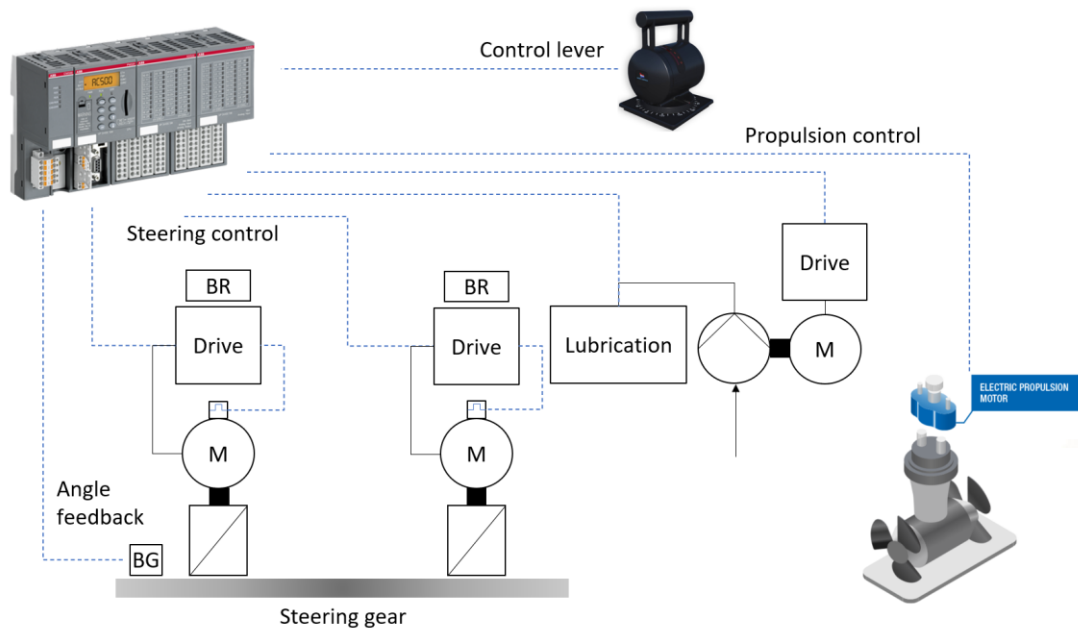 Control lever
AC500
Propulsion control
Steering control
BR
BR
Drive
Drive
Drive
Lubrication
M
M
M
ELECTRIC PROPULSION
MOTOR
Angle
feedback
BG
Steering gear